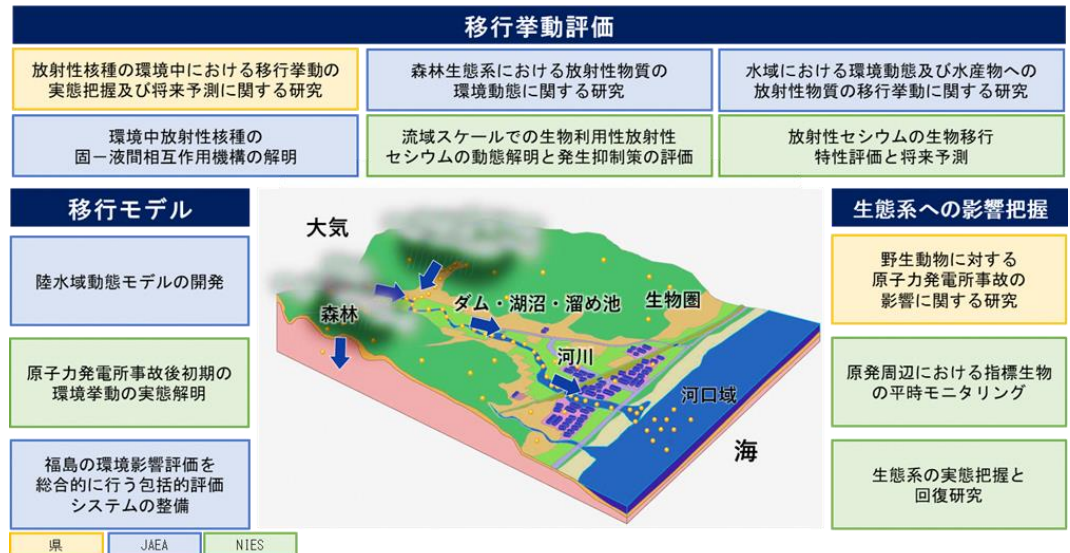 移行挙動評価
放射性核種の環境中における移行挙動の
実態把握及び将来予測に関する研究
森林生態系における放射性物質の
環境動態に関する研究
水域における環境動態及び水産物への
放射性物質の移行挙動に関する研究
環境中放射性核種の
固－液間相互作用機構の解明
流域スケールでの生物利用性放射性
セシウムの動態解明と発生抑制策の評価
放射性セシウムの生物移行
特性評価と将来予測
移行モデル
陸水域動態モデルの開発
原子力発電所事故後初期の
環境挙動の実態解明
福島の環境影響評価を
総合的に行う包括的評価
システムの整備
大気
森林
ダム・湖沼・溜め池
生物圏
河川
河口域
海
生態系への影響把握
野生動物に対する
原子力発電所事故の
影響に関する研究
原発周辺における指標生物
の平時モニタリング
生態系の実態把握と
回復研究
県
JAEA
NIES